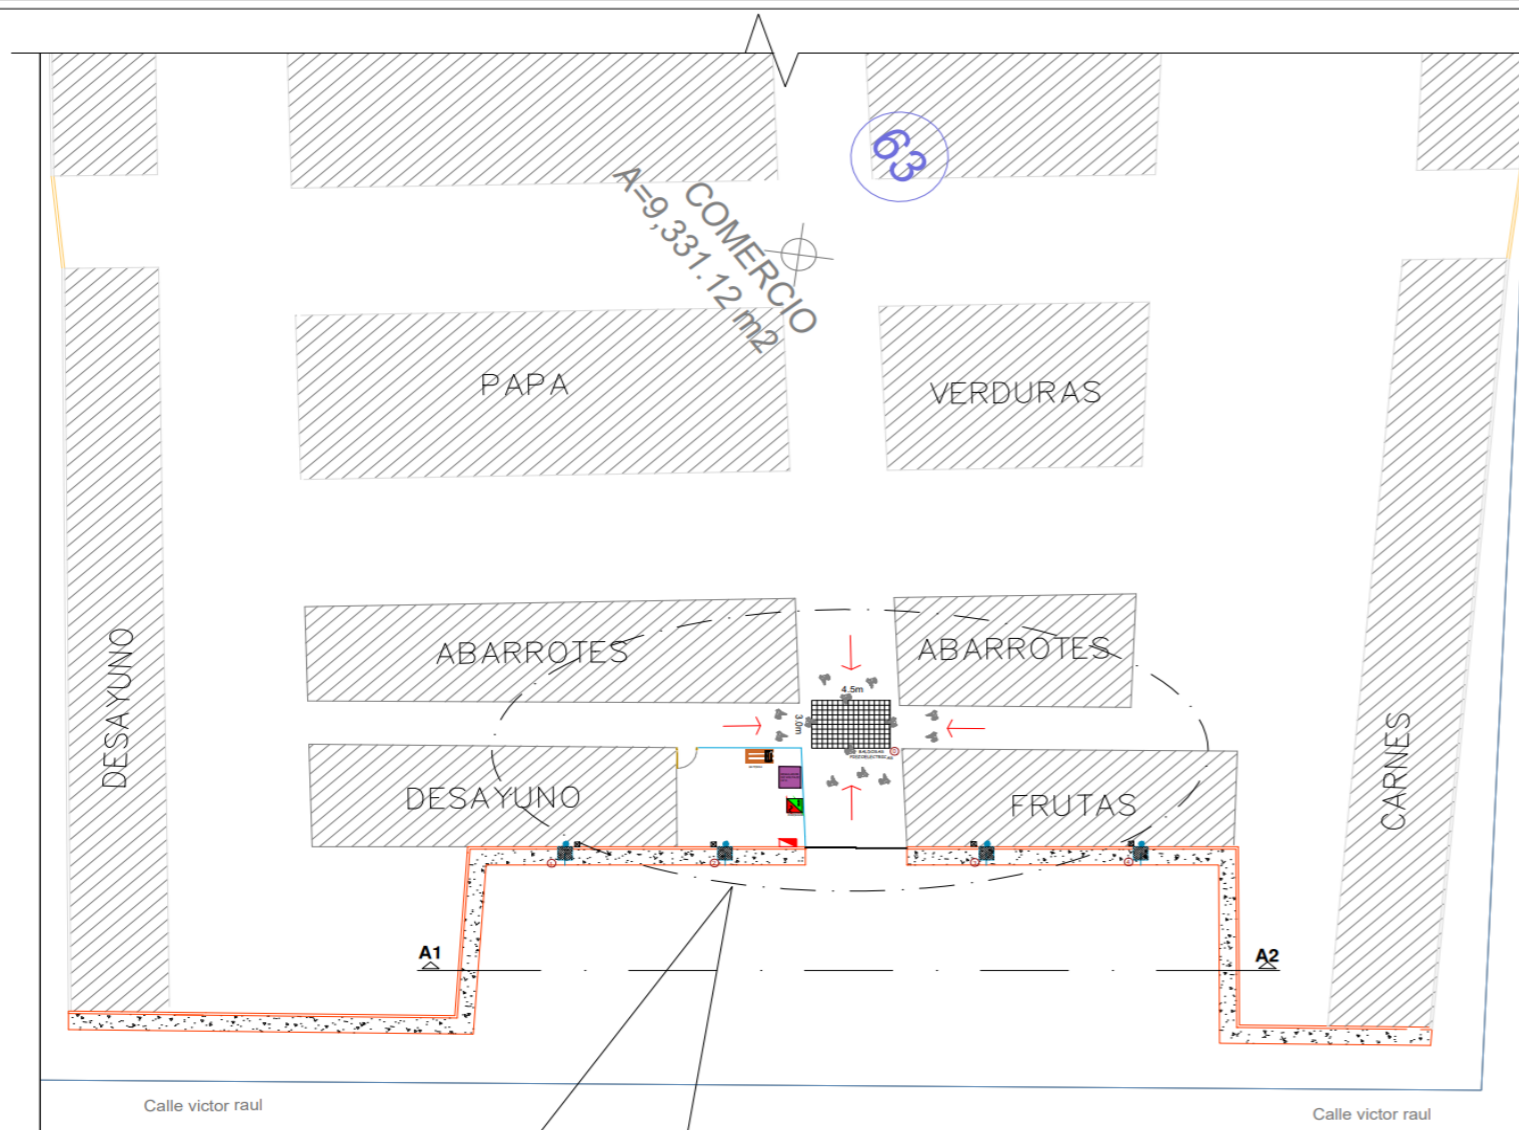 63
COMERCIO
A=9,331.12 m2
PAPA
VERDURAS
ABARROTES
ABARROTES
DESAYUNO
4.5m
3.0m
CARNES
DESAYUNO
FRUTAS
A1
A2
Calle victor raul
Calle victor raul